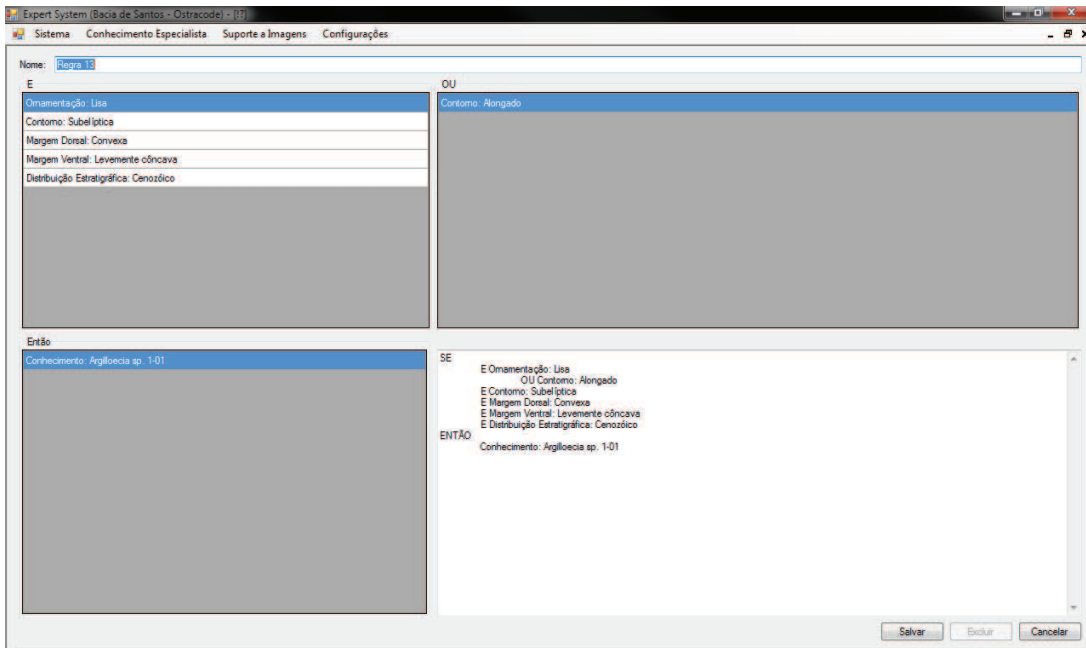 Expert System (Bacia de Santos - Ostracode) - [!?]
Sistema Conhecimento Especialista Suporte a Imagens Configurações
Nome: Regra 13
E
Ornamentação: Lisa
Contorno: Subelíptica
Margem Dorsal: Convexa
Margem Ventral: Levemente côncava
Distribuição Estratigráfica: Cenozóico
OU
Contorno: Alongado
Então
Conhecimento: Argilloecia sp. 1-01
SE
E Ornamentação: Lisa
OU Contorno: Alongado
E Contorno: Subelíptica
E Margem Dorsal: Convexa
E Margem Ventral: Levemente côncava
E Distribuição Estratigráfica: Cenozóico
ENTÃO
Conhecimento: Argilloecia sp. 1-01
Salvar Excluir Cancelar